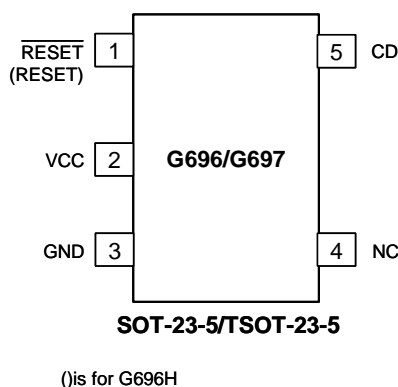 R̅E̅S̅E̅T̅ 1
(RESET)
5 CD
VCC 2
G696/G697
GND 3
4 NC
SOT-23-5/TSOT-23-5
()is for G696H